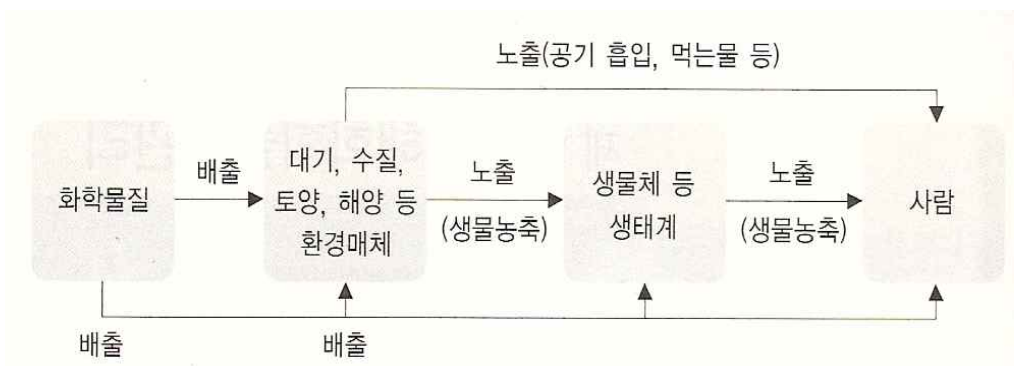 노출(공기 흡입, 먹는물 등)
화학물질
배출
대기, 수질,
토양, 해양 등
환경매체
노출
(생물농축)
생물체 등
생태계
노출
(생물농축)
사람
배출
배출